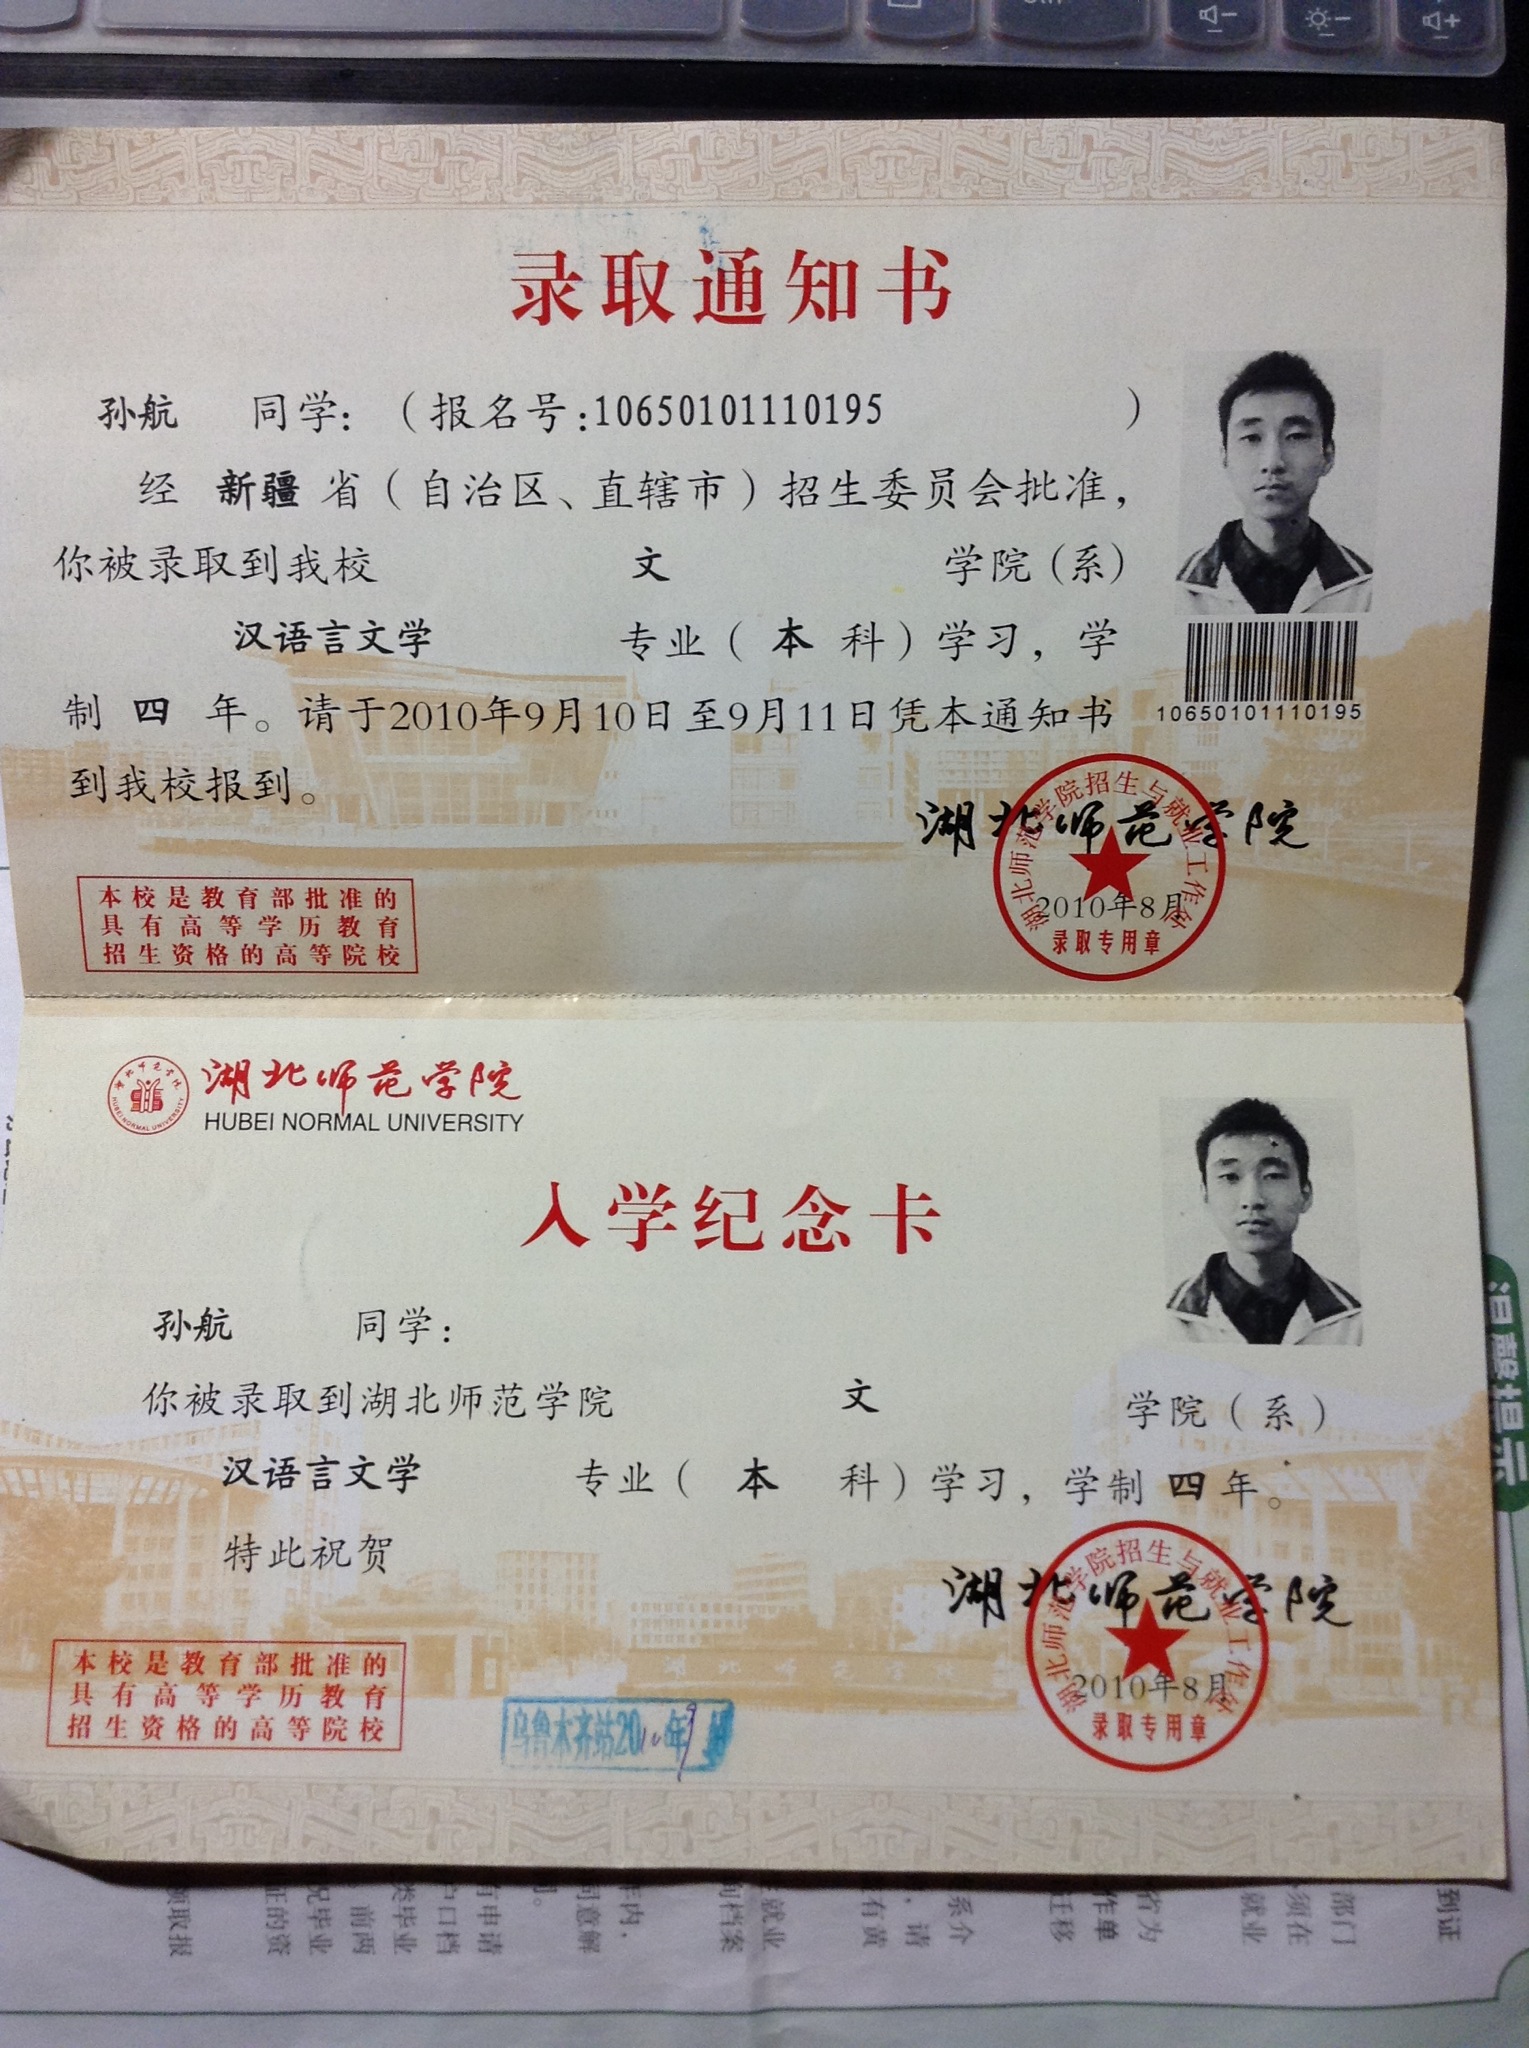 录取通知书
孙航 同学：（报名号：10650101110195 ）
经 新疆 省（自治区、直辖市）招生委员会批准，
你被录取到我校 文 学院（系）
汉语言文学 专业（ 本 科）学习，学
制 四 年。请于2010年9月10日至9月11日凭本通知书
到我校报到。
10650101110195
湖北师范学院
湖北师范学院招生与就业工作处
2010年8月
录取专用章
本校是教育部批准的
具有高等学历教育
招生资格的高等院校
湖北师范学院
HUBEI NORMAL UNIVERSITY
入学纪念卡
孙航 同学：
你被录取到湖北师范学院 文 学院（系）
汉语言文学 专业（ 本 科）学习，学制 四 年。
特此祝贺
湖北师范学院
湖北师范学院招生与就业工作处
2010年8月
录取专用章
本校是教育部批准的
具有高等学历教育
招生资格的高等院校
乌鲁木齐站2010年9
温馨提示